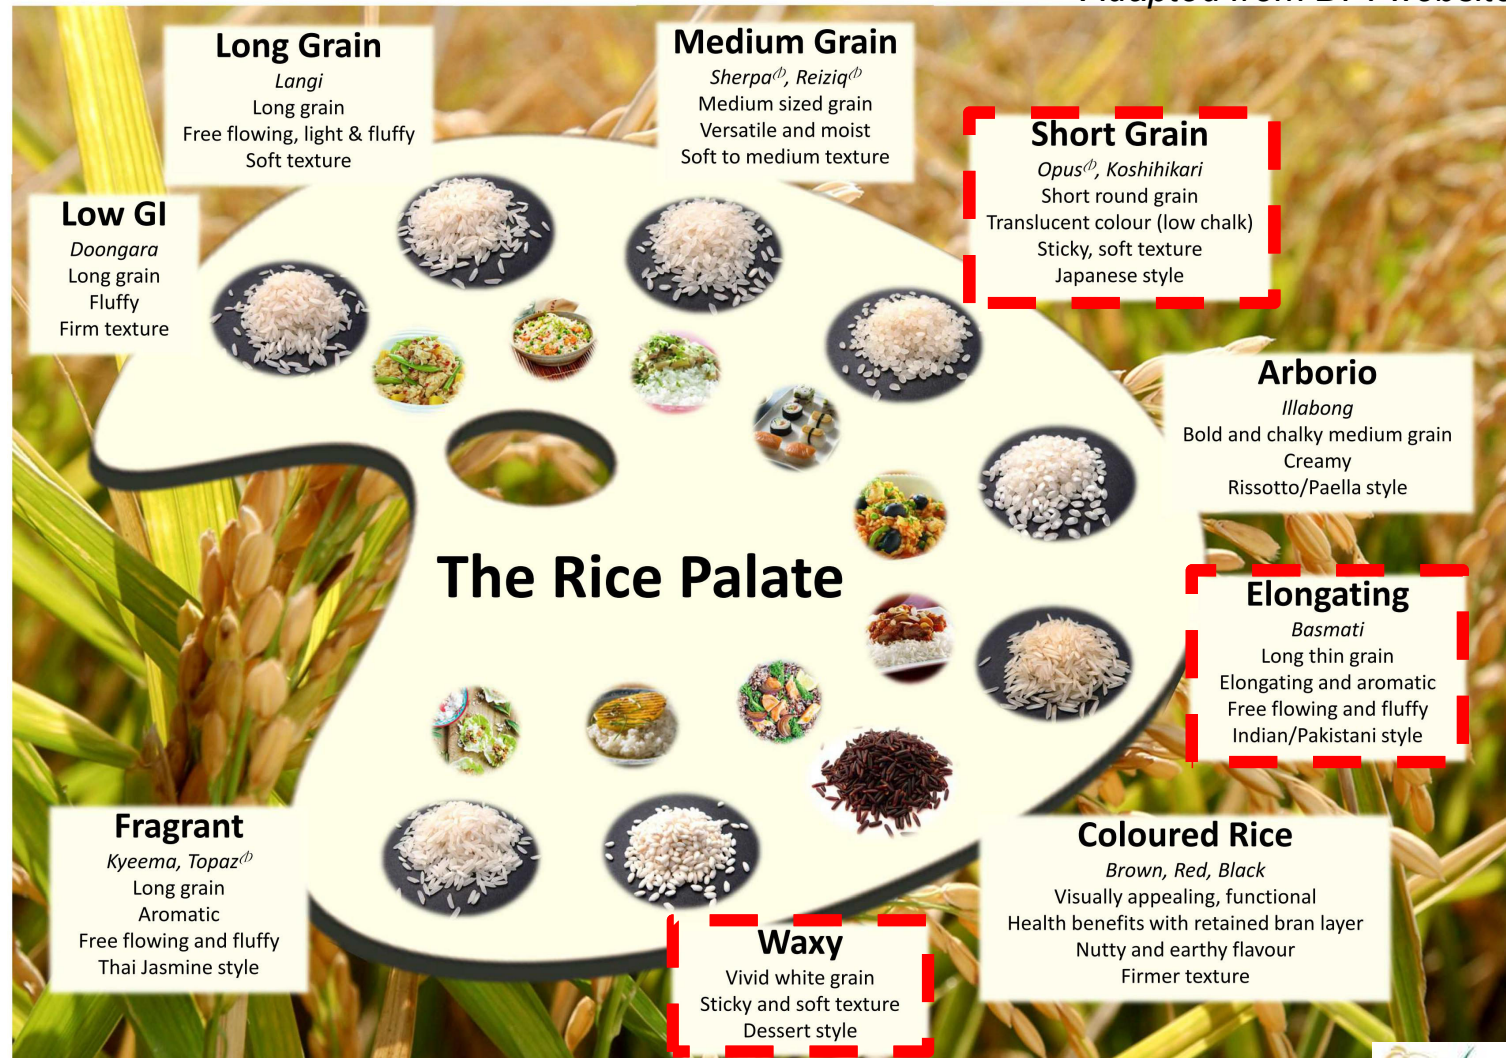 Adapted from DPI website
Long Grain
Langi
Long grain
Free flowing, light & fluffy
Soft texture
Medium Grain
Sherpa, Reiziq
Medium sized grain
Versatile and moist
Soft to medium texture
Short Grain
Opus, Koshihikari
Short round grain
Translucent colour (low chalk)
Sticky, soft texture
Japanese style
Low GI
Doongara
Long grain
Fluffy
Firm texture
Arborio
Illabong
Bold and chalky medium grain
Creamy
Rissotto/Paella style
The Rice Palate
Elongating
Basmati
Long thin grain
Elongating and aromatic
Free flowing and fluffy
Indian/Pakistani style
Fragrant
Kyeema, Topaz
Long grain
Aromatic
Free flowing and fluffy
Thai Jasmine style
Coloured Rice
Brown, Red, Black
Visually appealing, functional
Health benefits with retained bran layer
Nutty and earthy flavour
Firmer texture
Waxy
Vivid white grain
Sticky and soft texture
Dessert style